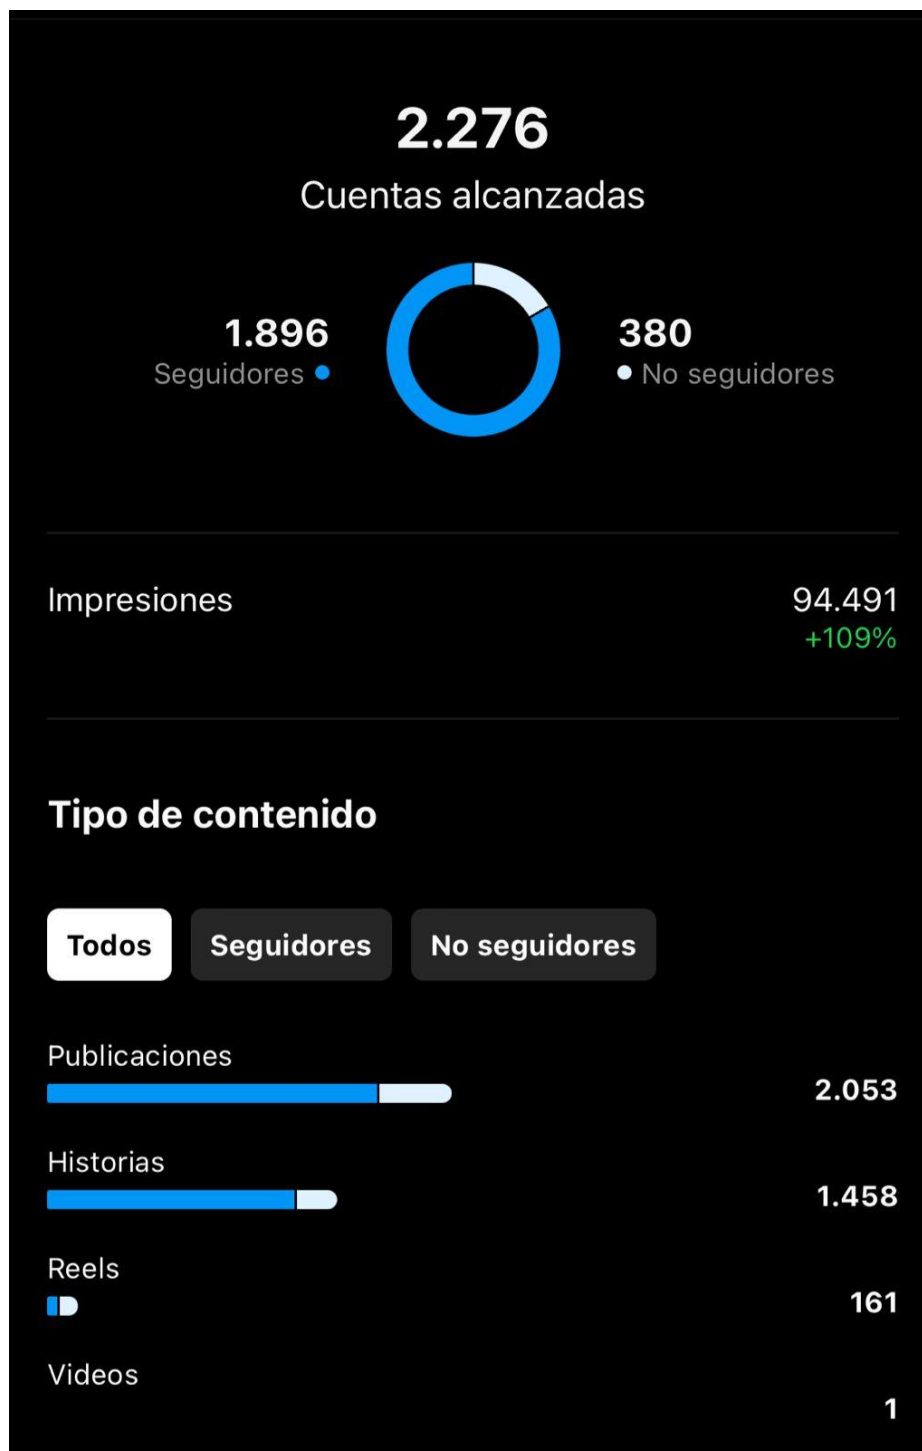 2.276
Cuentas alcanzadas
1.896
Seguidores
380
No seguidores
Impresiones
94.491
+109%
Tipo de contenido
Todos Seguidores No seguidores
Publicaciones
2.053
Historias
1.458
Reels
161
Videos
1